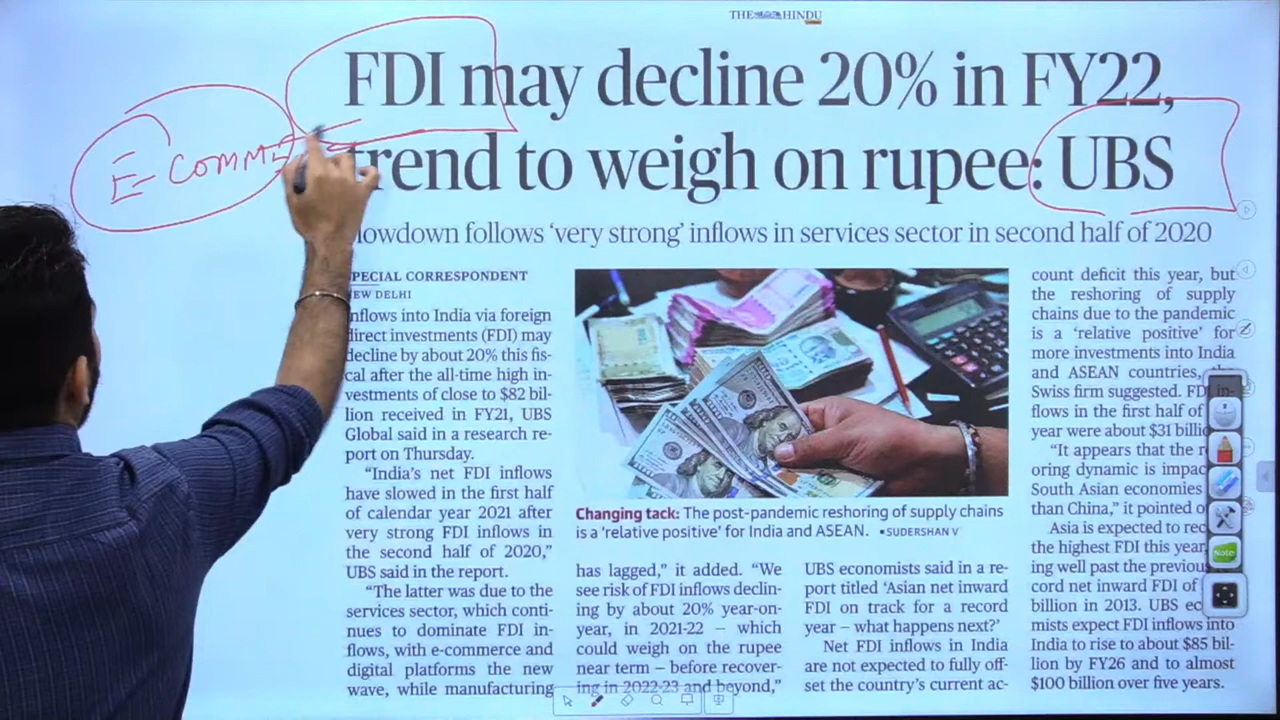 THE HINDU
FDI may decline 20% in FY22,
trend to weigh on rupee: UBS
E-COMM
lowdown follows 'very strong' inflows in services sector in second half of 2020
PECIAL CORRESPONDENT
EW DELHI
nflows into India via foreign
direct investments (FDI) may
decline by about 20% this fis-
cal after the all-time high in-
vestments of close to $82 bil-
lion received in FY21, UBS
Global said in a research re-
port on Thursday.
"India's net FDI inflows
have slowed in the first half
of calendar year 2021 after
very strong FDI inflows in
the second half of 2020,"
UBS said in the report.
"The latter was due to the
services sector, which conti-
nues to dominate FDI in-
flows, with e-commerce and
digital platforms the new
wave, while manufacturing
Changing tack: The post-pandemic reshoring of supply chains
is a 'relative positive' for India and ASEAN. •SUDERSHAN V
has lagged," it added. "We
see risk of FDI inflows declin-
ing by about 20% year-on-
year, in 2021-22 – which
could weigh on the rupee
near term – before recover-
ing in 2022-23 and beyond,"
UBS economists said in a re-
port titled 'Asian net inward
FDI on track for a record
year – what happens next?'
Net FDI inflows in India
are not expected to fully off-
set the country's current ac-
count deficit this year, but
the reshoring of supply
chains due to the pandemic
is a 'relative positive' for
more investments into India
and ASEAN countries,
Swiss firm suggested. FDI in-
flows in the first half of
year were about $31 billio
"It appears that the r
oring dynamic is impac
South Asian economies
than China," it pointed o
Asia is expected to rec
the highest FDI this year
ing well past the previou
cord net inward FDI of
billion in 2013. UBS ec
mists expect FDI inflows into
India to rise to about $85 bil-
lion by FY26 and to almost
$100 billion over five years.
Note